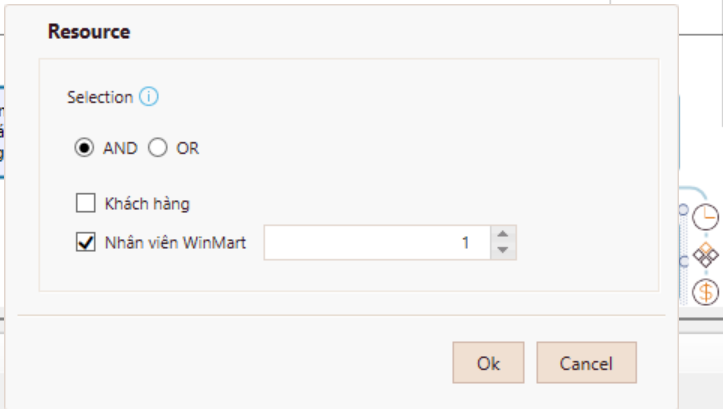 Resource
Selection
AND OR
Khách hàng
Nhân viên WinMart 1
Ok Cancel